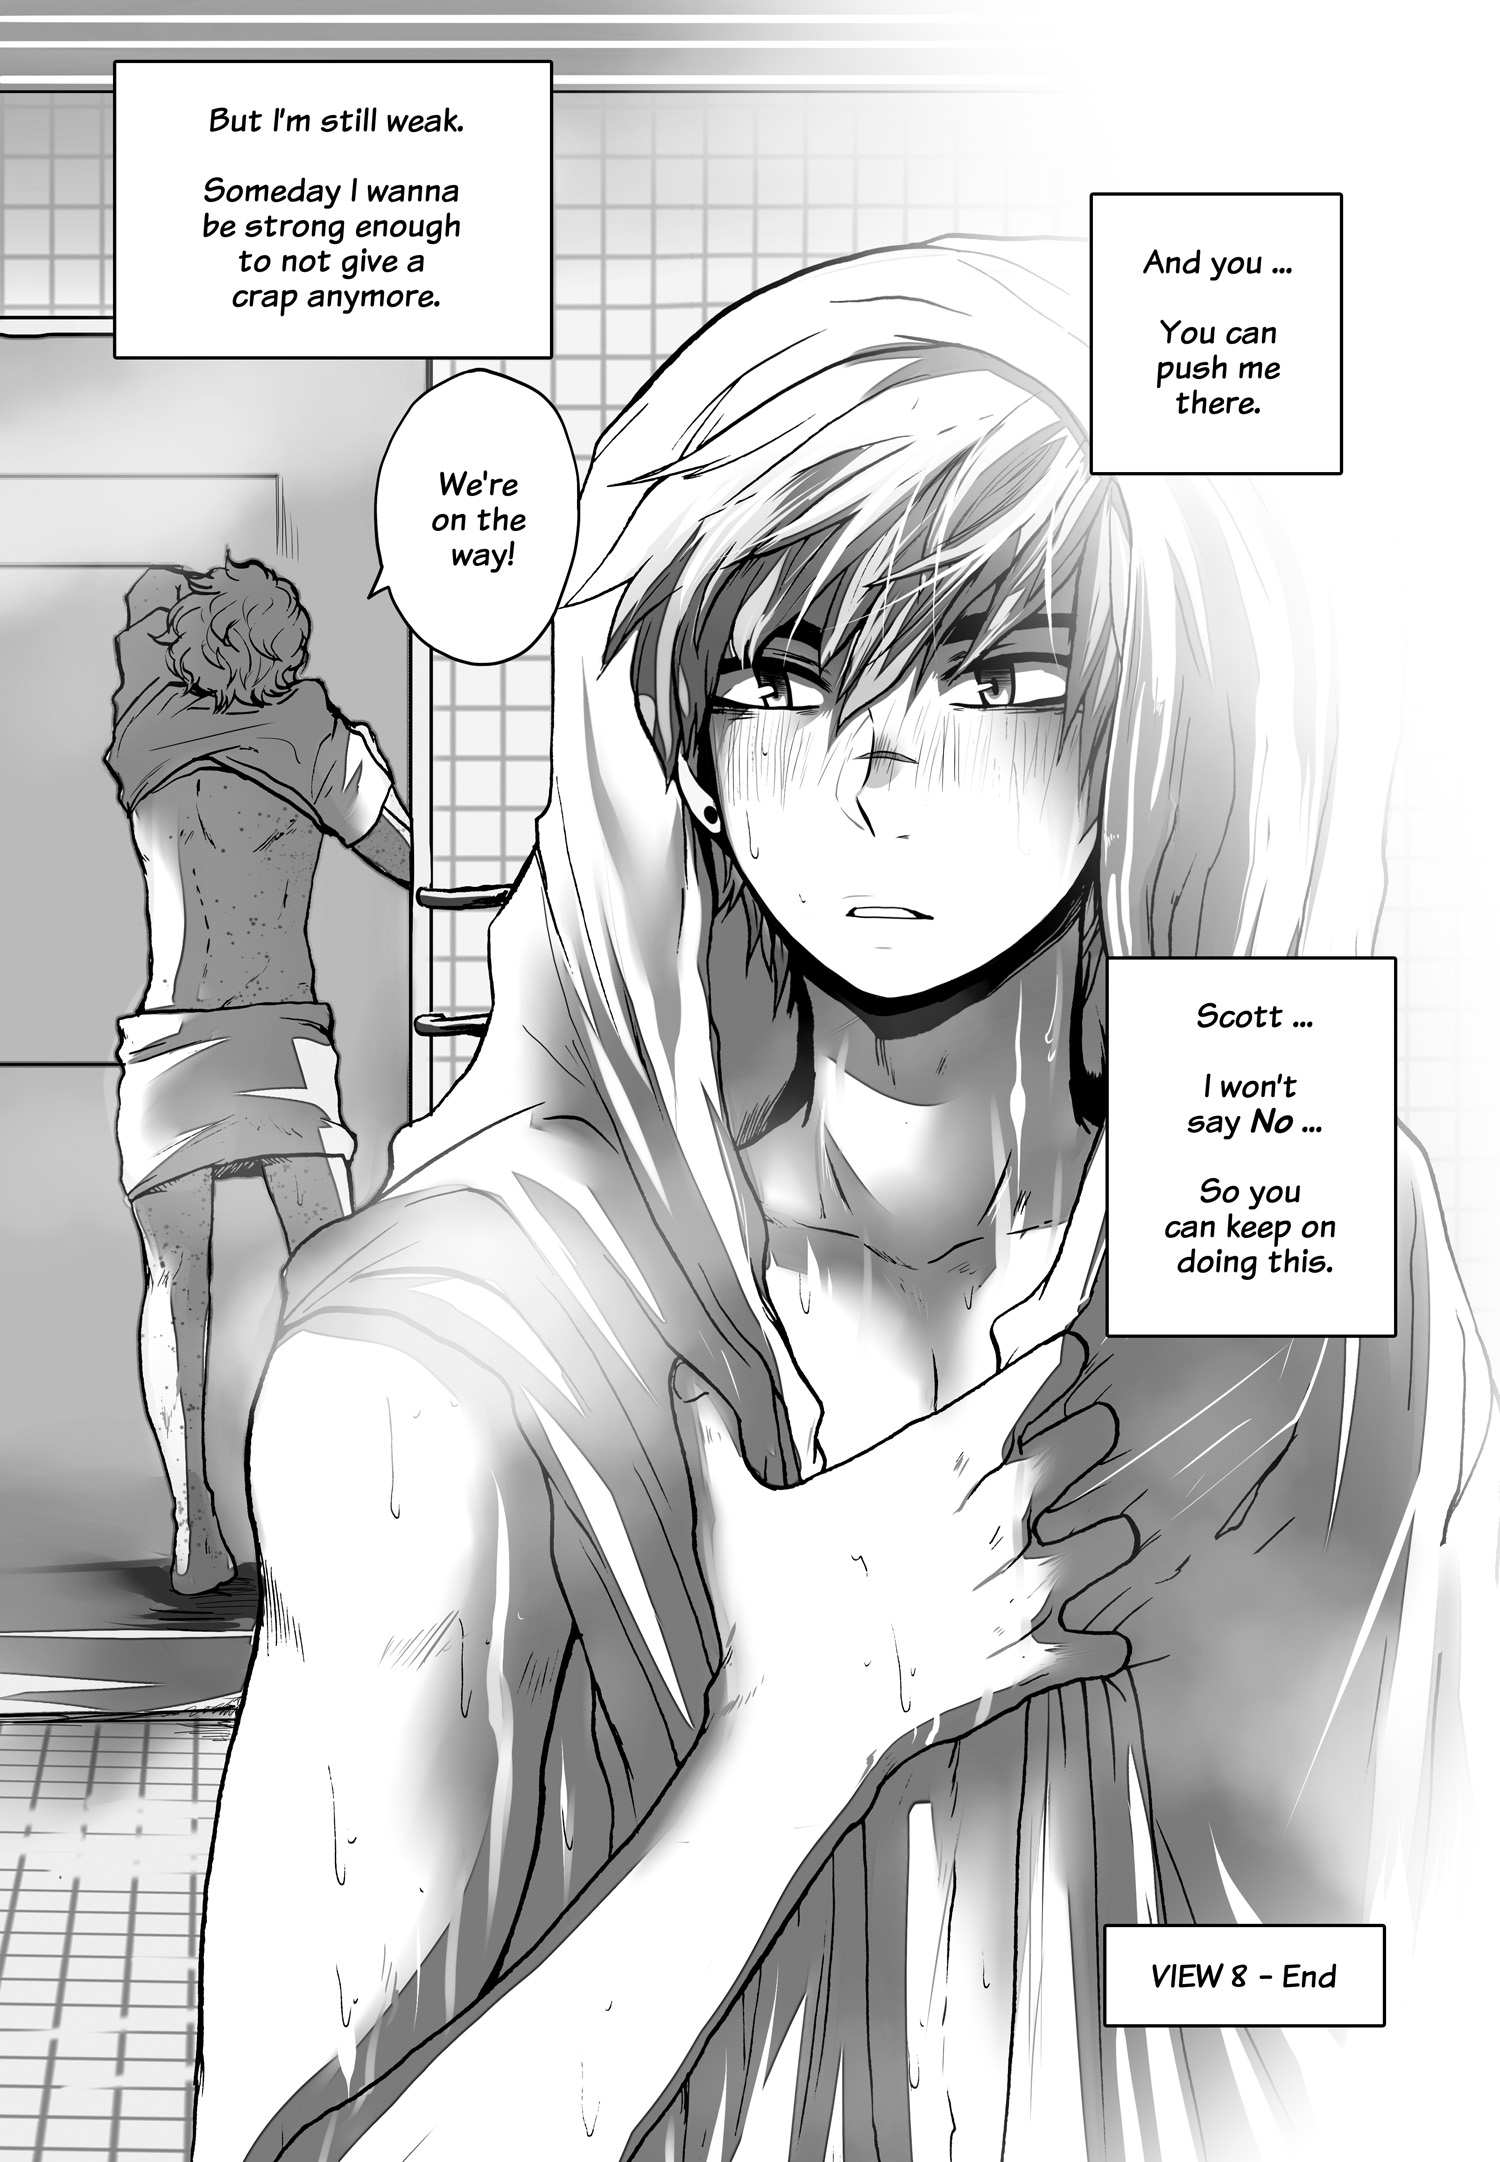 But I'm still weak.
Someday I wanna
be strong enough
to not give a
crap anymore.
We're
on the
way!
And you ...
You can
push me
there.
Scott ...
I won't
say No ...
So you
can keep on
doing this.
VIEW 8 - End